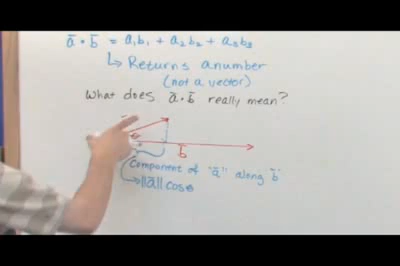 ā · b̄ = a₁b₁ + a₂b₂ + a₃b₃
↳ Returns a number
(not a vector)
What does ā · b̄ really mean?
θ
b̄
Component of "ā" along b̄
→ ||ā|| cos θ